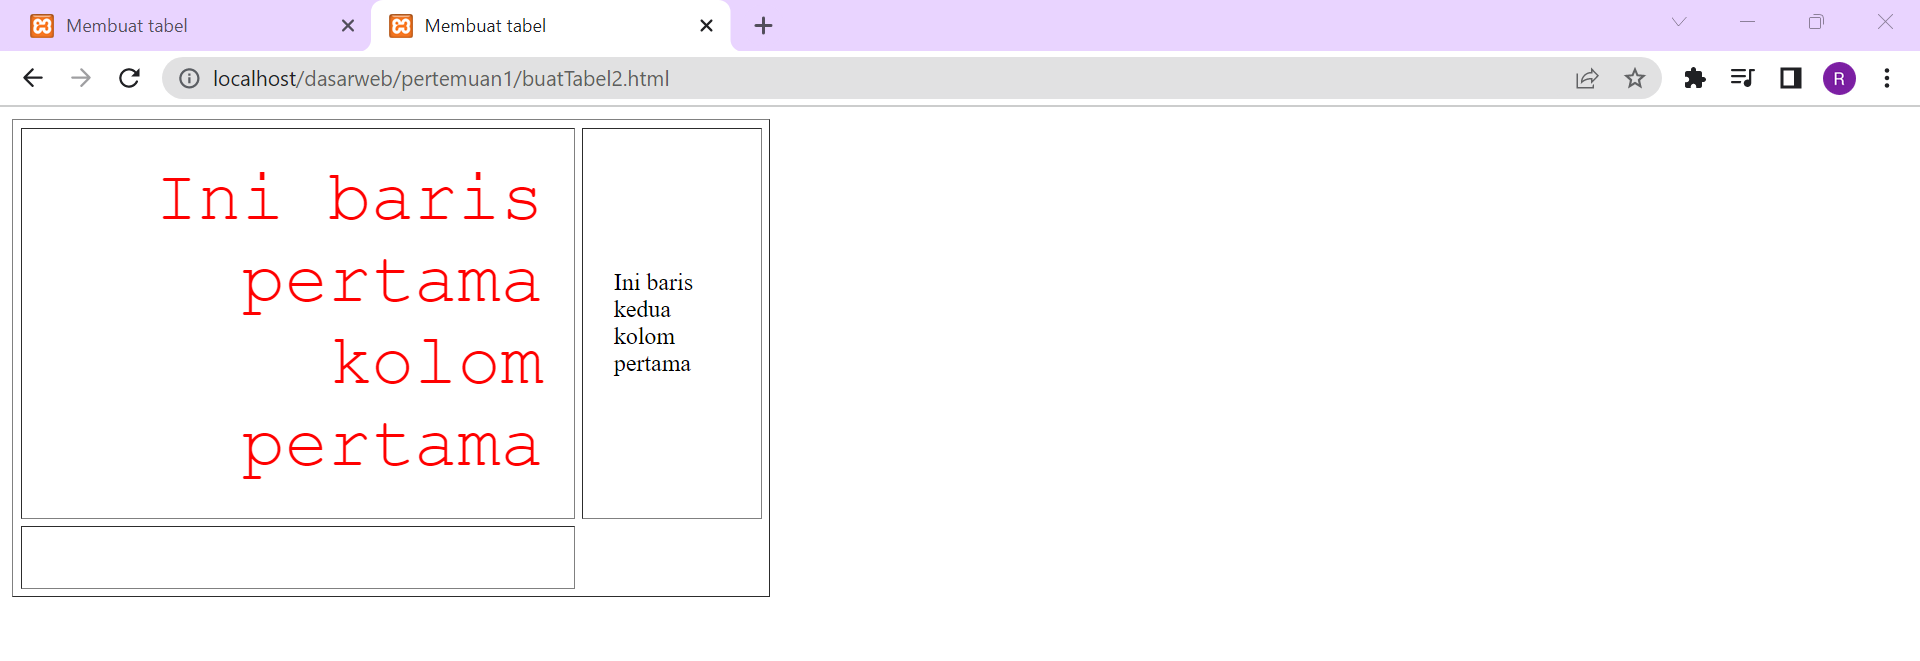 Membuat tabel
Membuat tabel
localhost/dasarweb/pertemuan1/buatTabel2.html
R
Ini baris
pertama
kolom
pertama
Ini baris
kedua
kolom
pertama